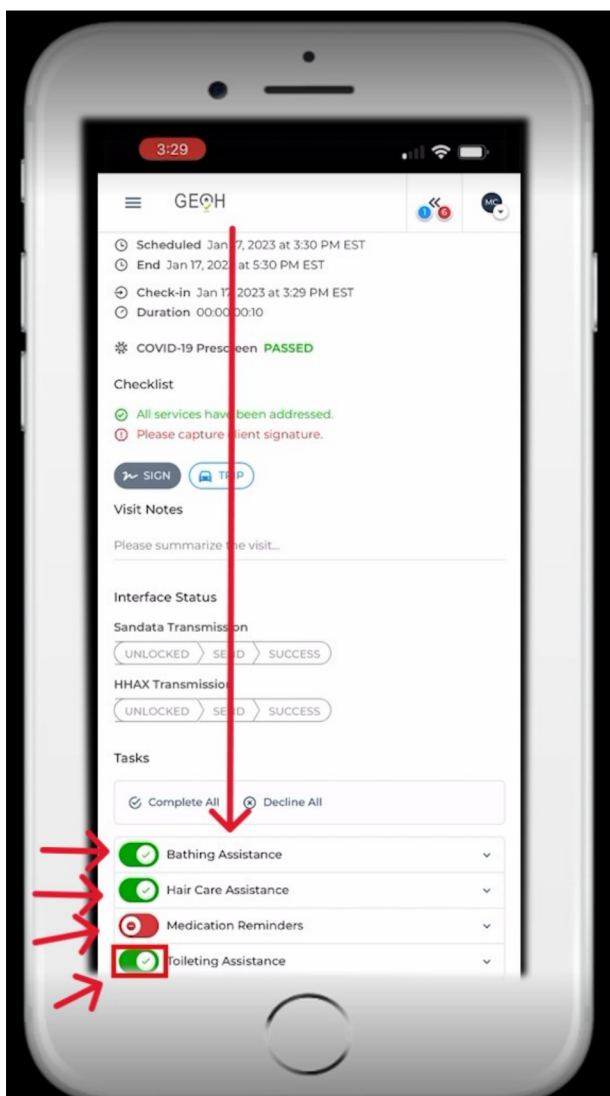 3:29
GEOH
1 6
MC
Scheduled Jan 17, 2023 at 3:30 PM EST
End Jan 17, 2023 at 5:30 PM EST
Check-in Jan 17 2023 at 3:29 PM EST
Duration 00:00:00:10
COVID-19 Prescreen PASSED
Checklist
All services have been addressed.
Please capture client signature.
SIGN TRIP
Visit Notes
Please summarize the visit...
Interface Status
Sandata Transmission
UNLOCKED SEND SUCCESS
HHAX Transmission
UNLOCKED SEND SUCCESS
Tasks
Complete All Decline All
Bathing Assistance
Hair Care Assistance
Medication Reminders
Toileting Assistance